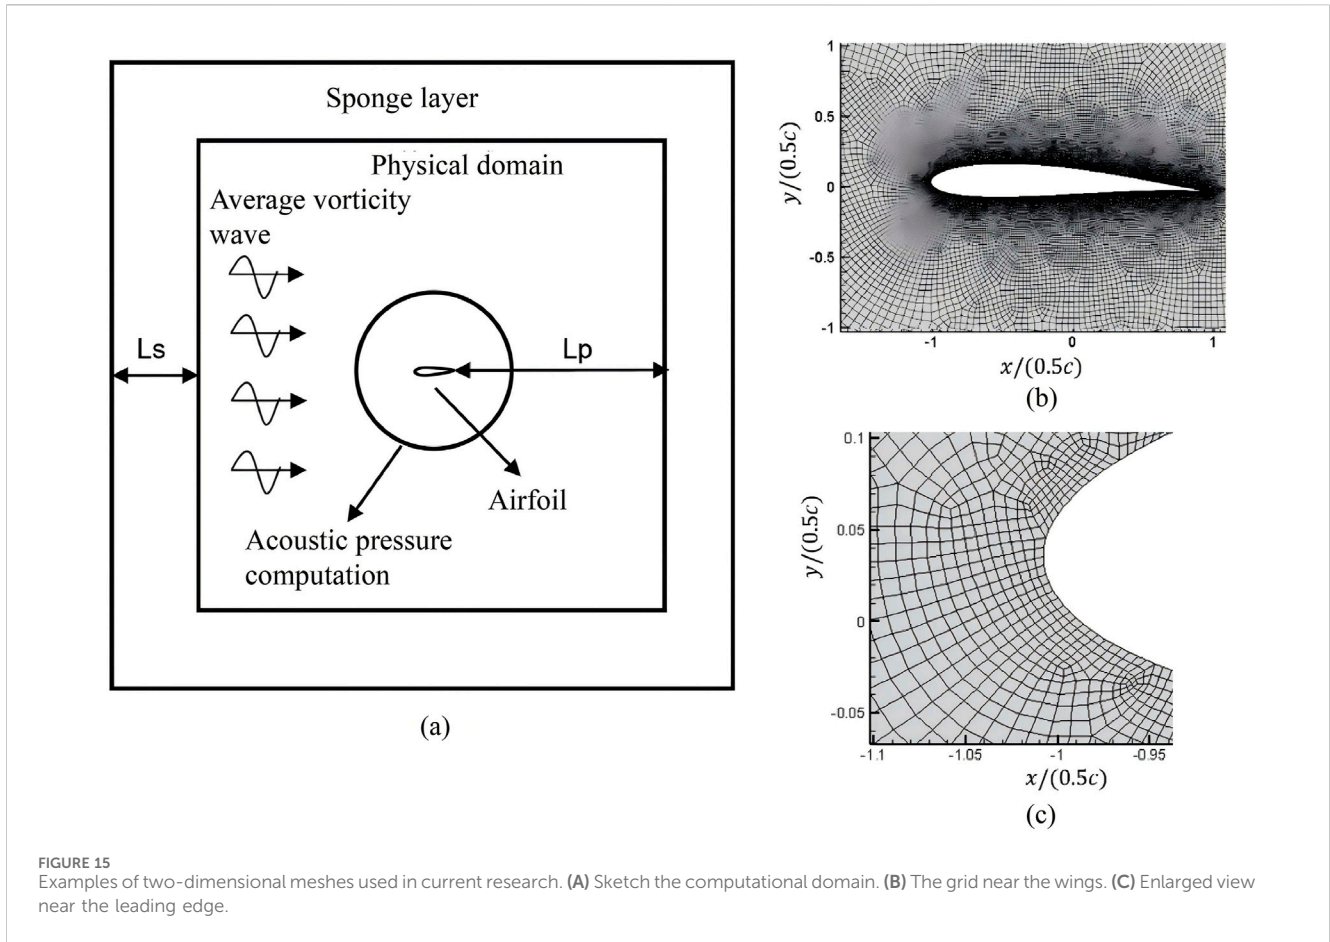 Sponge layer
Physical domain
Average vorticity
wave
Ls
Lp
Airfoil
Acoustic pressure
computation
(a)
1
0.5
0
-0.5
-1
y/(0.5c)
-1
0
1
x/(0.5c)
(b)
0.1
0.05
0
-0.05
y/(0.5c)
-1.1
-1.05
-1
-0.95
x/(0.5c)
(c)
FIGURE 15
Examples of two-dimensional meshes used in current research. (A) Sketch the computational domain. (B) The grid near the wings. (C) Enlarged view
near the leading edge.